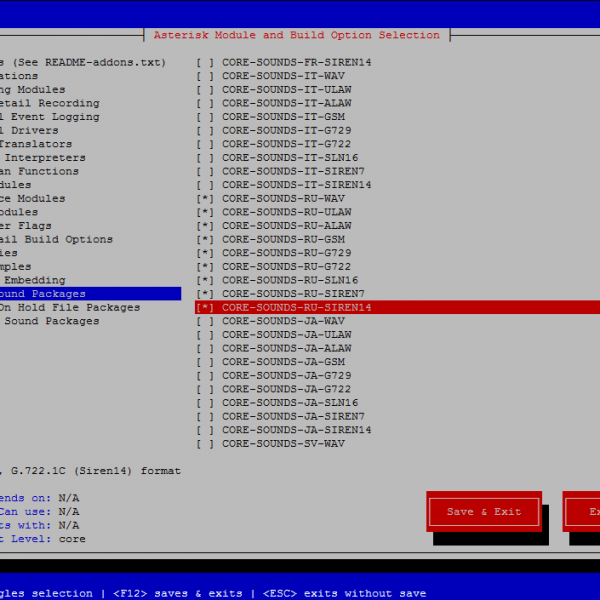 Asterisk Module and Build Option Selection
s (See README-addons.txt) [ ] CORE-SOUNDS-FR-SIREN14
ations [ ] CORE-SOUNDS-IT-WAV
ng Modules [ ] CORE-SOUNDS-IT-ULAW
etail Recording [ ] CORE-SOUNDS-IT-ALAW
l Event Logging [ ] CORE-SOUNDS-IT-GSM
l Drivers [ ] CORE-SOUNDS-IT-G729
Translators [ ] CORE-SOUNDS-IT-G722
Interpreters [ ] CORE-SOUNDS-IT-SLN16
an Functions [ ] CORE-SOUNDS-IT-SIREN7
dules [ ] CORE-SOUNDS-IT-SIREN14
ce Modules [*] CORE-SOUNDS-RU-WAV
odules [*] CORE-SOUNDS-RU-ULAW
er Flags [*] CORE-SOUNDS-RU-ALAW
ail Build Options [*] CORE-SOUNDS-RU-GSM
ies [*] CORE-SOUNDS-RU-G729
mples [*] CORE-SOUNDS-RU-G722
Embedding [*] CORE-SOUNDS-RU-SLN16
ound Packages [*] CORE-SOUNDS-RU-SIREN7
On Hold File Packages [*] CORE-SOUNDS-RU-SIREN14
Sound Packages [ ] CORE-SOUNDS-JA-WAV
[ ] CORE-SOUNDS-JA-ULAW
[ ] CORE-SOUNDS-JA-ALAW
[ ] CORE-SOUNDS-JA-GSM
[ ] CORE-SOUNDS-JA-G729
[ ] CORE-SOUNDS-JA-G722
[ ] CORE-SOUNDS-JA-SLN16
[ ] CORE-SOUNDS-JA-SIREN7
[ ] CORE-SOUNDS-JA-SIREN14
[ ] CORE-SOUNDS-SV-WAV
, G.722.1C (Siren14) format
ends on: N/A
Can use: N/A
ts with: N/A
t Level: core
Save & Exit Ex
gles selection | <F12> saves & exits | <ESC> exits without save